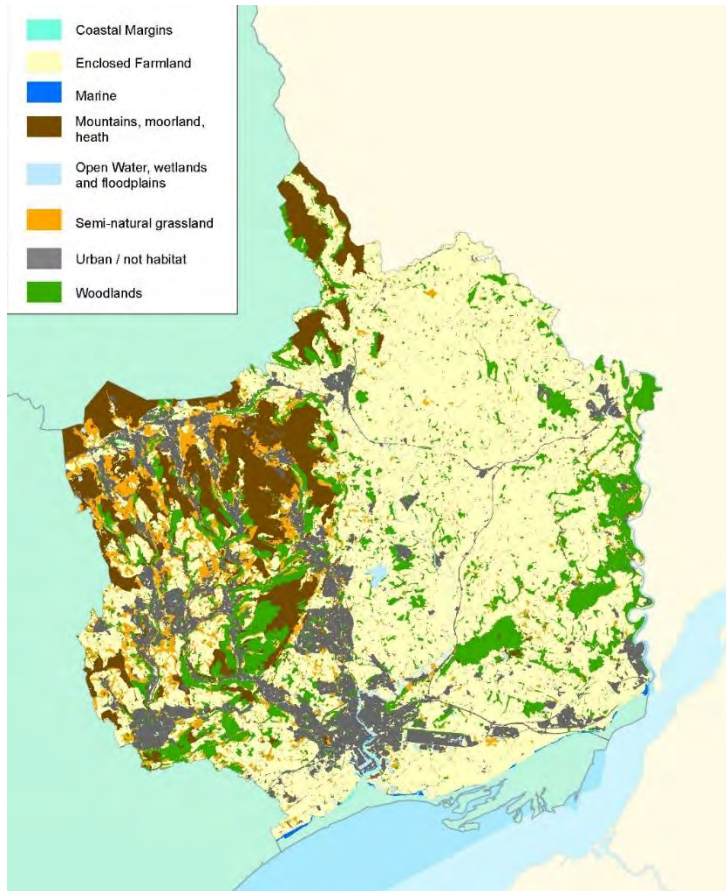 Coastal Margins
Enclosed Farmland
Marine
Mountains, moorland,
heath
Open Water, wetlands
and floodplains
Semi-natural grassland
Urban / not habitat
Woodlands